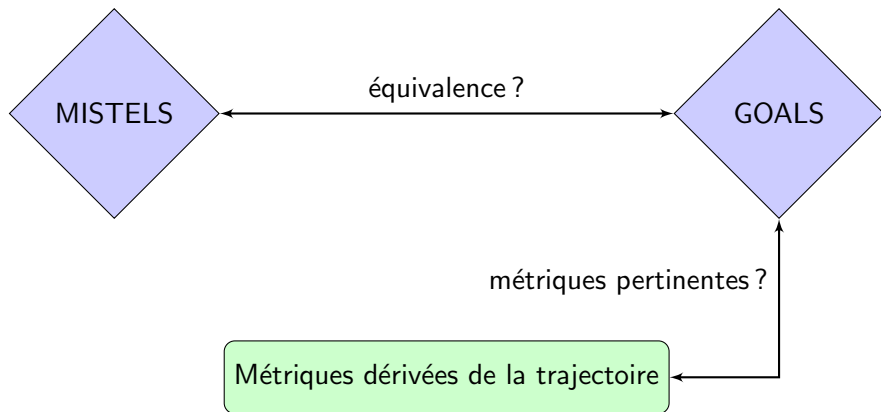 MISTELS
équivalence ?
GOALS
métriques pertinentes ?
Métriques dérivées de la trajectoire